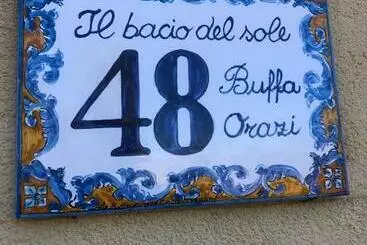 Il bacio del sole
48 Buffa
Orazi